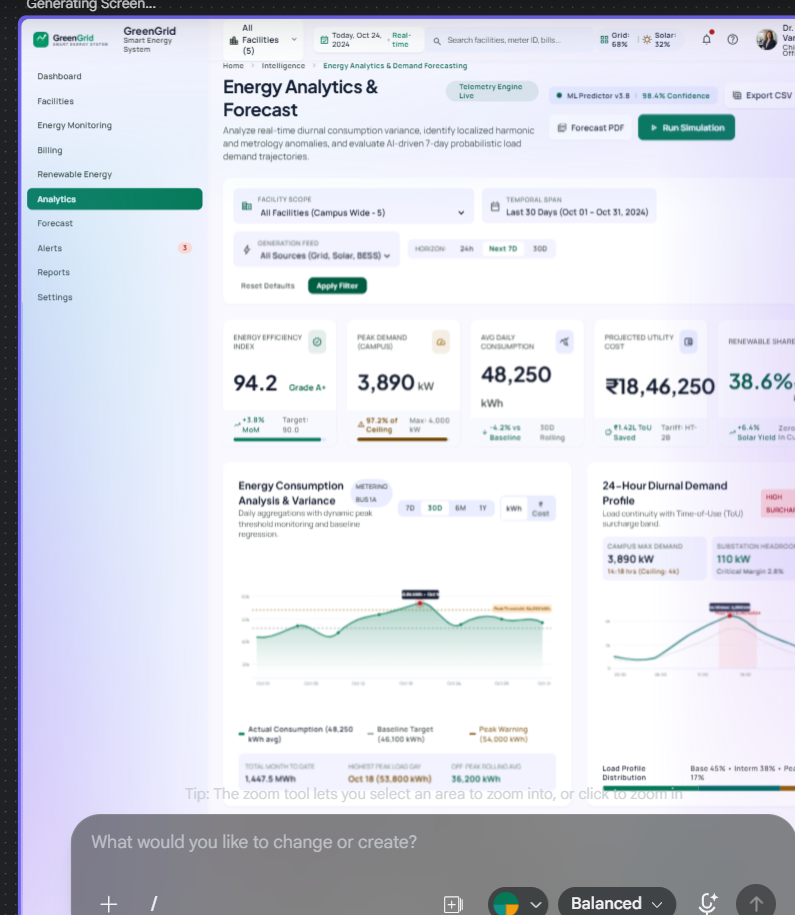 Generating Screen...
GreenGrid
SMART ENERGY SYSTEM
GreenGrid
Smart Energy
System
All
Facilities
(5)
Today, Oct 24,
2024
Real-
time
Search facilities, meter ID, bills...
Grid:
68%
Solar:
32%
Dr.
Dashboard
Facilities
Energy Monitoring
Billing
Renewable Energy
Analytics
Forecast
Alerts
3
Reports
Settings
Home > Intelligence > Energy Analytics & Demand Forecasting
Energy Analytics &
Forecast
Telemetry Engine
Live
ML Predictor v3.8 | 98.4% Confidence
Export CSV
Forecast PDF
Run Simulation
Analyze real-time diurnal consumption variance, identify localized harmonic
and metrology anomalies, and evaluate AI-driven 7-day probabilistic load
demand trajectories.
FACILITY SCOPE
All Facilities (Campus Wide - 5)
TEMPORAL SPAN
Last 30 Days (Oct 01 - Oct 31, 2024)
GENERATION FEED
All Sources (Grid, Solar, BESS)
HORIZON:
24h
Next 7D
30D
Reset Defaults
Apply Filter
ENERGY EFFICIENCY
INDEX
94.2
Grade A+
+3.8%
MoM
Target:
90.0
PEAK DEMAND
(CAMPUS)
3,890 kW
97.2% of
Ceiling
Max: 4,000
kW
AVG DAILY
CONSUMPTION
48,250
kWh
-4.2% vs
Baseline
30D
Rolling
PROJECTED UTILITY
COST
₹18,46,250
₹1.42L ToU
Saved
Tariff: HT-
2B
RENEWABLE SHARE
38.6%
+6.4%
Solar Yield
Zero
Energy Consumption
Analysis & Variance
METERING
BUS 1A
Daily aggregations with dynamic peak
threshold monitoring and baseline
regression.
7D
30D
6M
1Y
kWh
₹
Cost
Actual Consumption (48,250
kWh avg)
Baseline Target
(46,100 kWh)
Peak Warning
(54,000 kWh)
TOTAL MONTH TO DATE
1,447.5 MWh
HIGHEST PEAK LOAD DAY
Oct 18 (53,800 kWh)
OFF-PEAK ROLLING AVG
36,200 kWh
24-Hour Diurnal Demand
Profile
HIGH
SURCHAR
Load continuity with Time-of-Use (ToU)
surcharge band.
CAMPUS MAX DEMAND
3,890 kW
14:18 hrs (Ceiling: 4k)
SUBSTATION HEADROO
110 kW
Critical Margin 2.8%
Load Profile
Distribution
Base 45% • Interm 38% • Pea
17%
Tip: The zoom tool lets you select an area to zoom into, or click to zoom in
What would you like to change or create?
/
Balanced